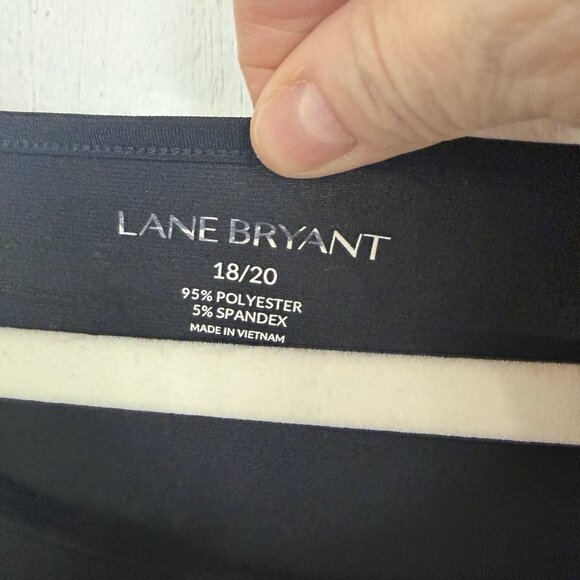 LANE BRYANT
18/20
95% POLYESTER
5% SPANDEX
MADE IN VIETNAM